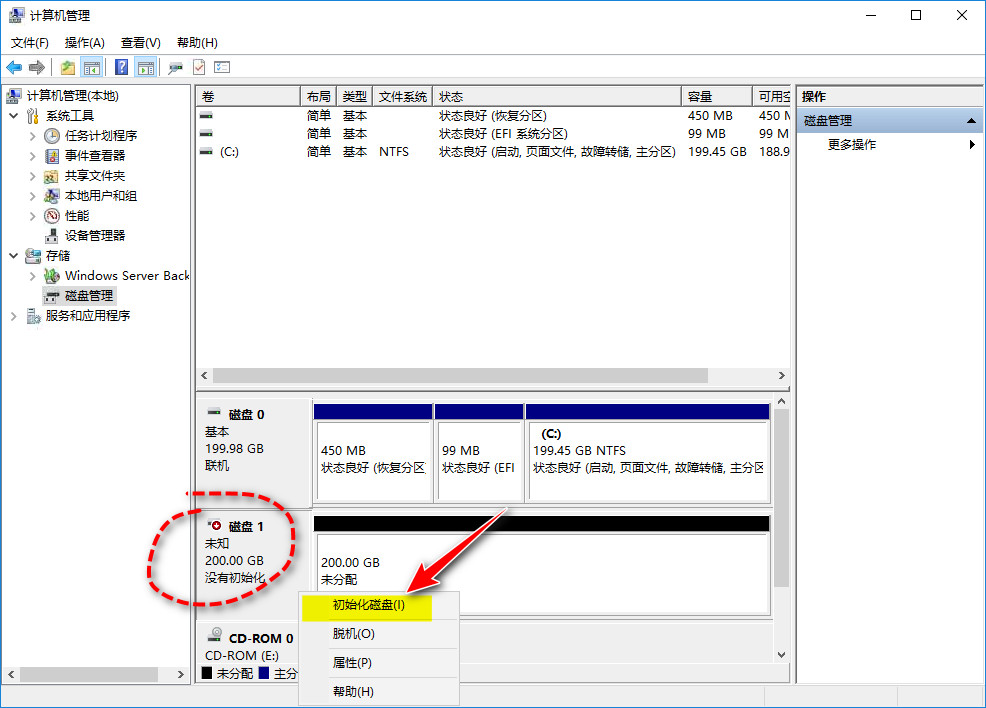 计算机管理
文件(F) 操作(A) 查看(V) 帮助(H)
计算机管理(本地)
系统工具
任务计划程序
事件查看器
共享文件夹
本地用户和组
性能
设备管理器
存储
Windows Server Back
磁盘管理
服务和应用程序
卷 布局 类型 文件系统 状态 容量 可用空
简单 基本 状态良好 (恢复分区) 450 MB 450 M
简单 基本 状态良好 (EFI 系统分区) 99 MB 99 M
(C:) 简单 基本 NTFS 状态良好 (启动, 页面文件, 故障转储, 主分区) 199.45 GB 188.9
磁盘 0
基本
199.98 GB
联机
450 MB
状态良好 (恢复分区
99 MB
状态良好 (EFI
(C:)
199.45 GB NTFS
状态良好 (启动, 页面文件, 故障转储, 主分区
磁盘 1
未知
200.00 GB
没有初始化
200.00 GB
未分配
初始化磁盘(I)
脱机(O)
属性(P)
帮助(H)
CD-ROM 0
CD-ROM (E:)
未分配 主分
操作
磁盘管理
更多操作